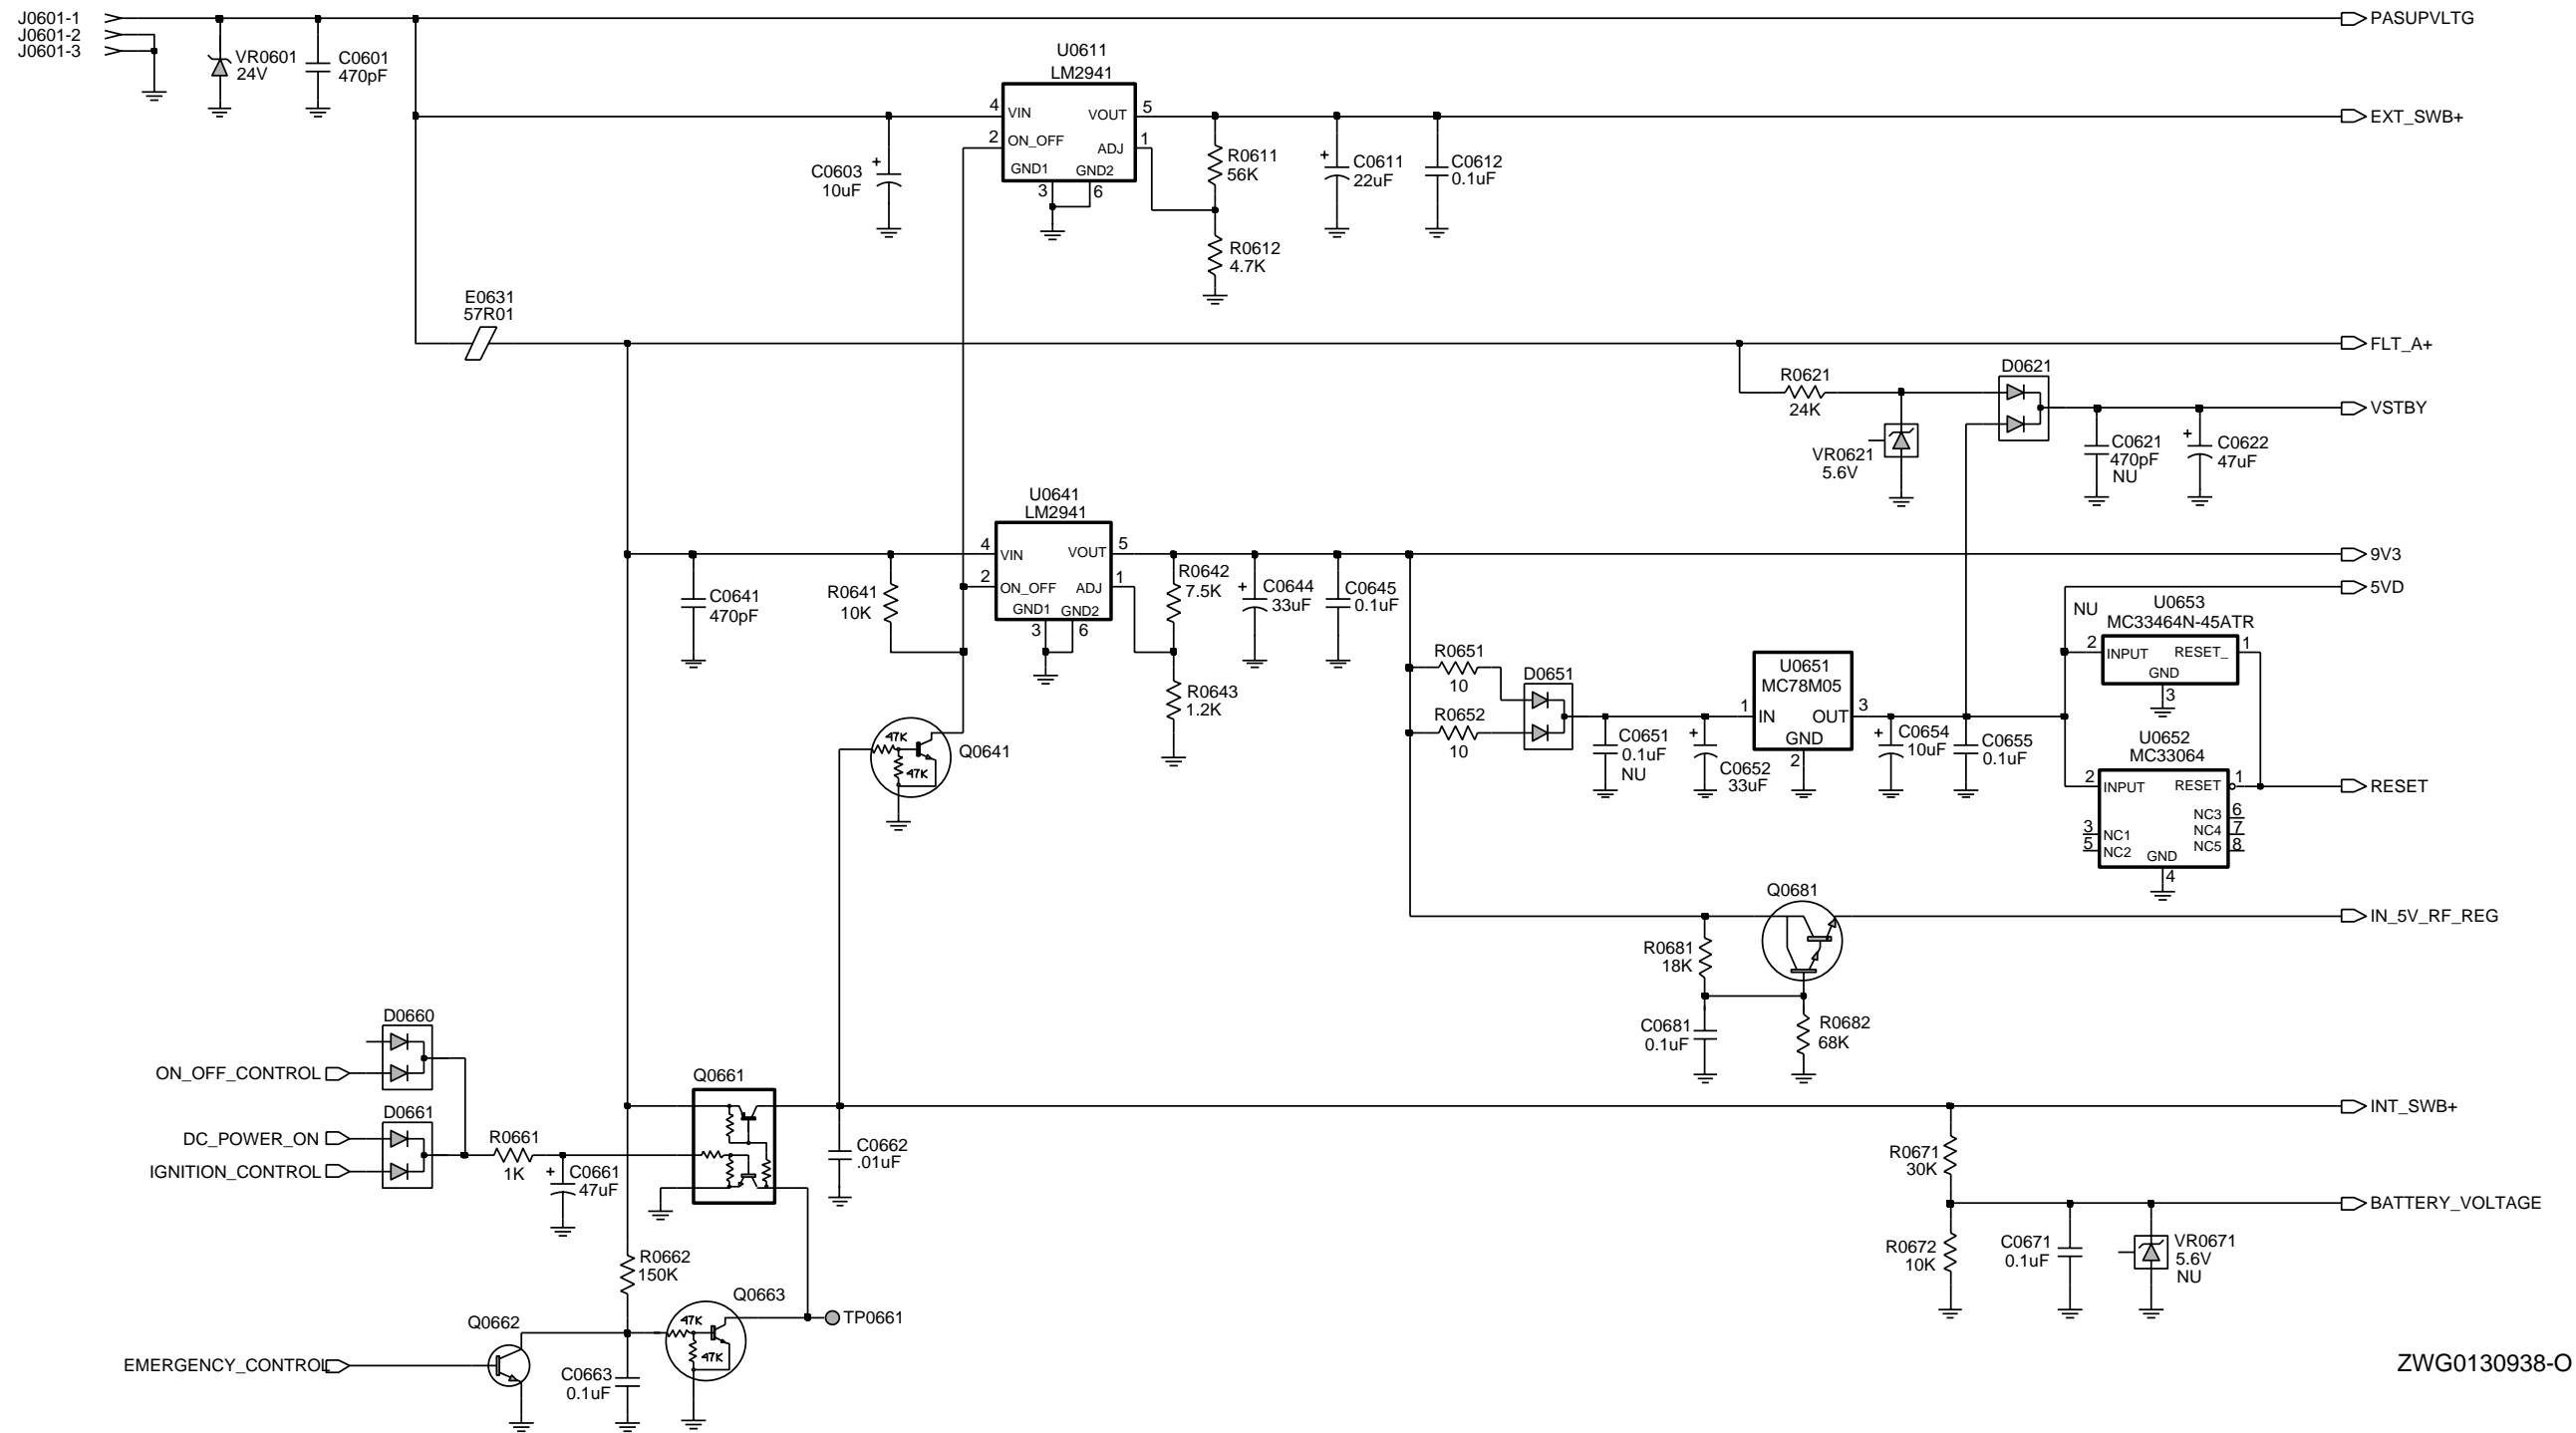 J0601-1
J0601-2
J0601-3
VR0601
24V
C0601
470pF
PASUPVLTG
U0611
LM2941
4
VIN
VOUT
5
2
ON_OFF
ADJ
1
GND1
GND2
3
6
C0603
+
10uF
R0611
56K
R0612
4.7K
+
C0611
22uF
C0612
0.1uF
EXT_SWB+
E0631
57R01
FLT_A+
R0621
24K
D0621
VR0621
5.6V
VSTBY
C0621
470pF
NU
+
C0622
47uF
U0641
LM2941
4
VIN
VOUT
5
2
ON_OFF
ADJ
1
GND1
GND2
3
6
C0641
470pF
R0641
10K
R0642
7.5K
R0643
1.2K
+
C0644
33uF
C0645
0.1uF
9V3
5VD
47K
47K
Q0641
R0651
10
R0652
10
D0651
C0651
0.1uF
NU
+
C0652
33uF
U0651
MC78M05
1
IN
OUT
3
GND
2
+
C0654
10uF
C0655
0.1uF
NU
U0653
MC33464N-45ATR
2
INPUT
RESET_
1
GND
3
U0652
MC33064
2
INPUT
RESET
1
NC3
6
3
NC1
NC4
7
5
NC2
NC5
8
GND
4
RESET
Q0681
IN_5V_RF_REG
R0681
18K
C0681
0.1uF
R0682
68K
D0660
ON_OFF_CONTROL
D0661
DC_POWER_ON
IGNITION_CONTROL
R0661
1K
+
C0661
47uF
Q0661
C0662
.01uF
INT_SWB+
R0671
30K
BATTERY_VOLTAGE
R0672
10K
C0671
0.1uF
VR0671
5.6V
NU
R0662
150K
Q0662
EMERGENCY_CONTROL
C0663
0.1uF
Q0663
47K
47K
TP0661
ZWG0130938-O